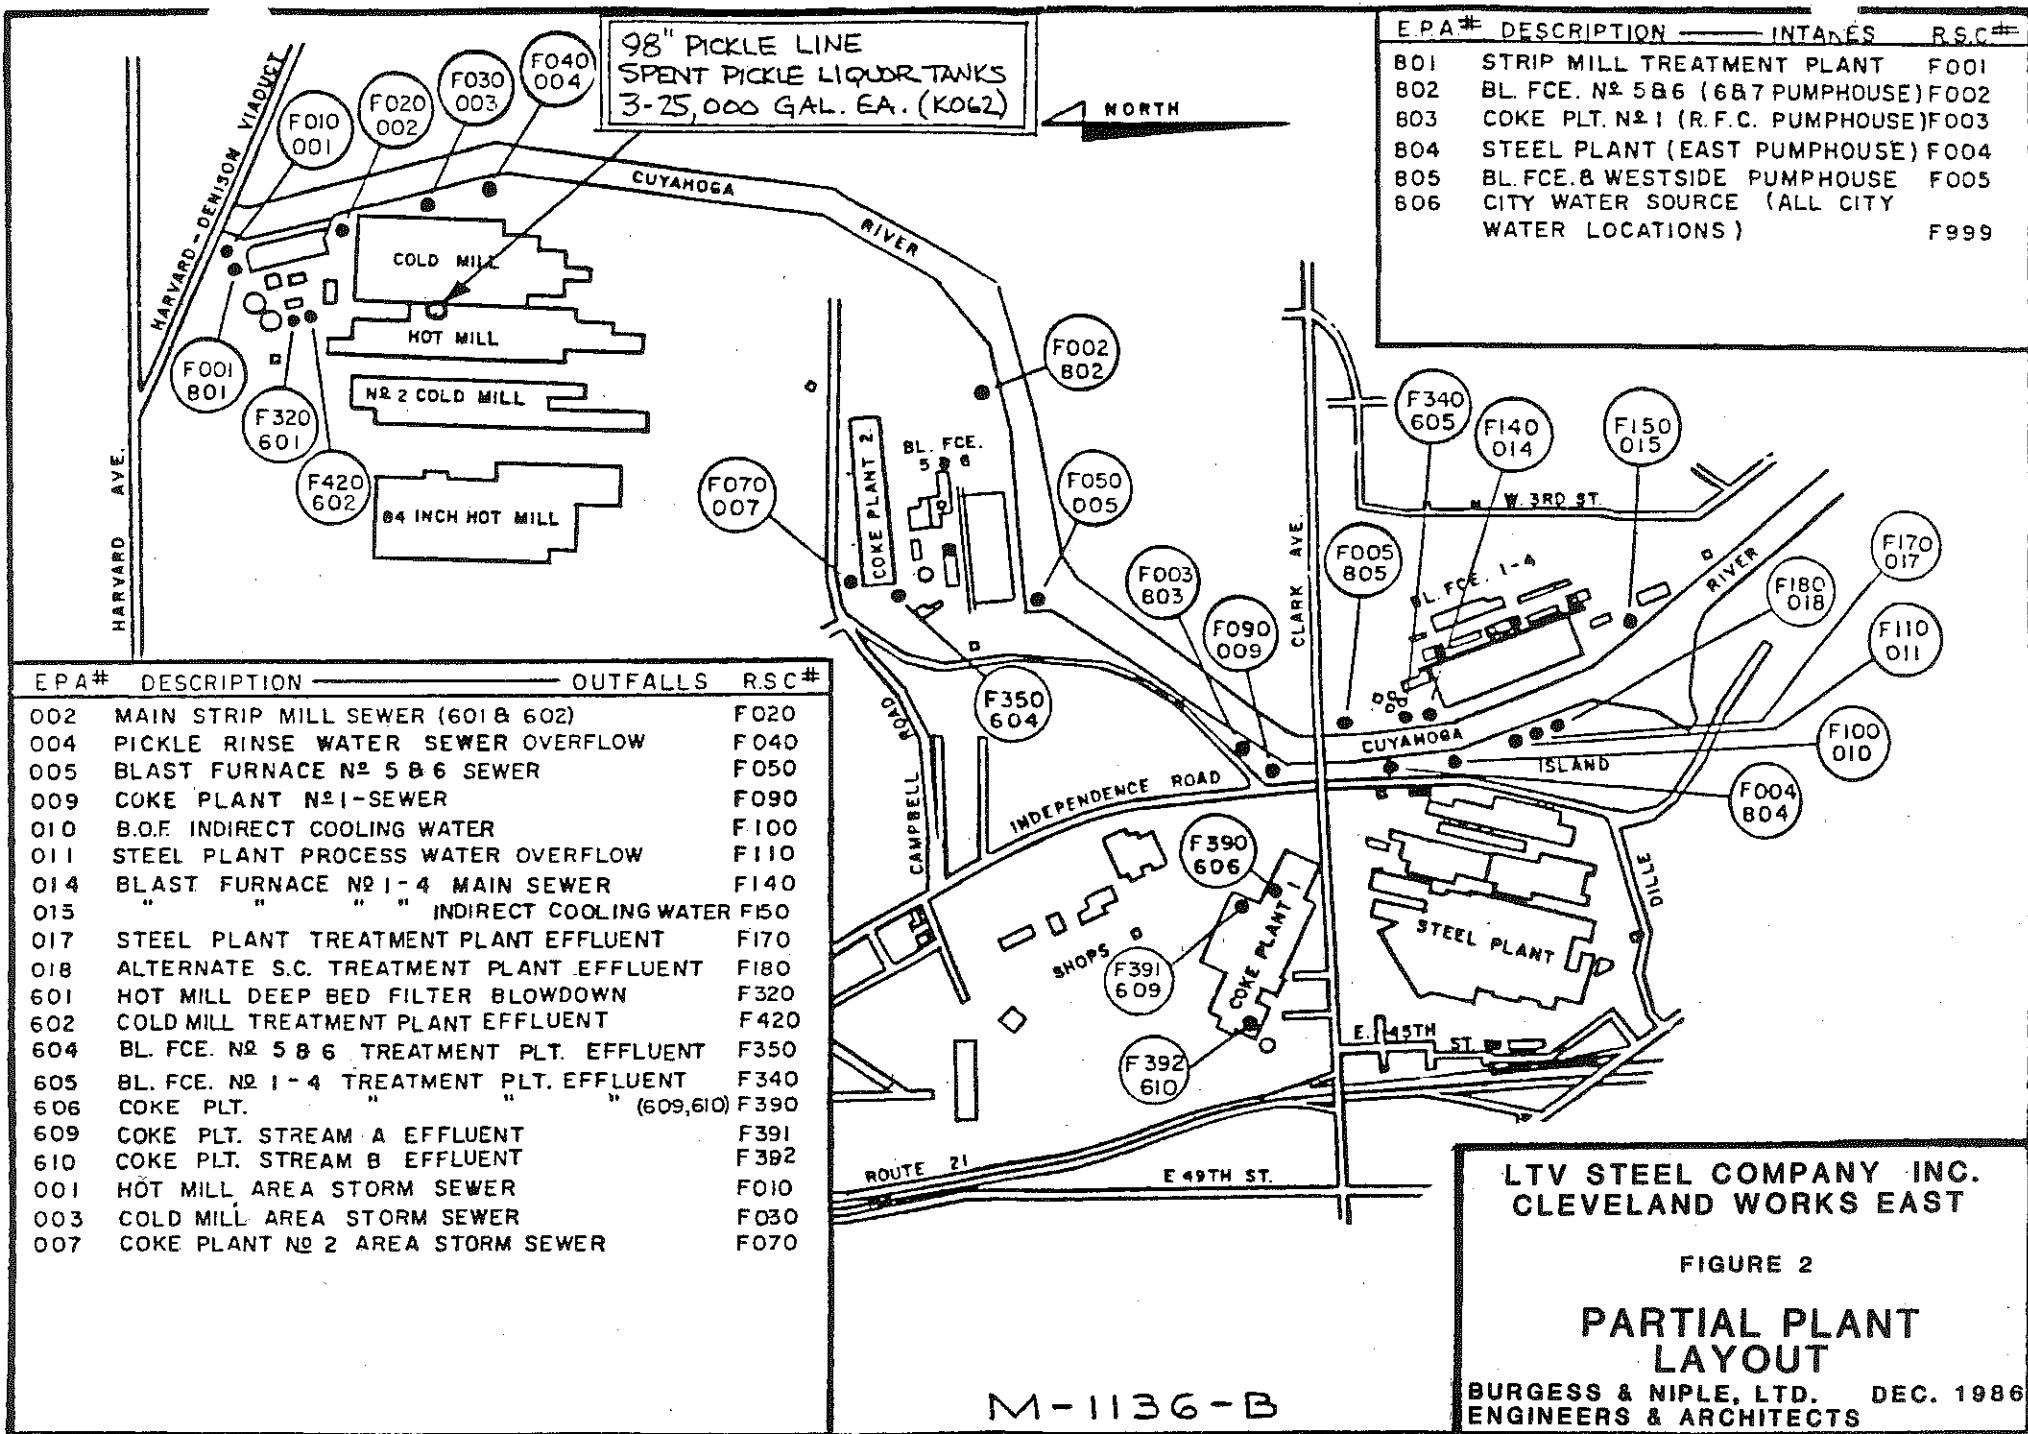 98" PICKLE LINE
SPENT PICKLE LIQUOR TANKS
3-25,000 GAL. EA. (K062)
NORTH
E.P.A.# DESCRIPTION INTAKES R.S.C#
801 STRIP MILL TREATMENT PLANT F001
802 BL. FCE. Nº 5&6 (6&7 PUMPHOUSE) F002
803 COKE PLT. Nº 1 (R.F.C. PUMPHOUSE) F003
804 STEEL PLANT (EAST PUMPHOUSE) F004
805 BL. FCE. & WESTSIDE PUMPHOUSE F005
806 CITY WATER SOURCE (ALL CITY
WATER LOCATIONS) F999
HARVARD-DENISON VIADUCT
F010
001
F020
002
F030
003
F040
004
CUYAHOGA
RIVER
COLD MILL
HOT MILL
Nº 2 COLD MILL
84 INCH HOT MILL
F001
801
F320
601
F420
602
HARVARD AVE.
F002
802
COKE PLANT 2
BL. FCE.
5 6
F070
007
F050
005
F350
604
F003
803
F090
009
CLARK AVE.
F005
805
F340
605
F140
014
F150
015
W. 3RD ST.
BL. FCE. 1-4
RIVER
F170
017
F180
018
F110
011
F100
010
F004
804
CUYAHOGA
ISLAND
CAMPBELL ROAD
INDEPENDENCE ROAD
F390
606
SHOPS
F391
609
COKE PLANT 1
F392
610
STEEL PLANT
DILLE
E. 45TH ST.
ROUTE 21
E 49TH ST.
E P A# DESCRIPTION OUTFALLS R.S C#
002 MAIN STRIP MILL SEWER (601 & 602) F020
004 PICKLE RINSE WATER SEWER OVERFLOW F040
005 BLAST FURNACE Nº 5 & 6 SEWER F050
009 COKE PLANT Nº 1-SEWER F090
010 B.O.F. INDIRECT COOLING WATER F100
011 STEEL PLANT PROCESS WATER OVERFLOW F110
014 BLAST FURNACE Nº 1-4 MAIN SEWER F140
015 " " " " INDIRECT COOLING WATER F150
017 STEEL PLANT TREATMENT PLANT EFFLUENT F170
018 ALTERNATE S.C. TREATMENT PLANT EFFLUENT F180
601 HOT MILL DEEP BED FILTER BLOWDOWN F320
602 COLD MILL TREATMENT PLANT EFFLUENT F420
604 BL. FCE. Nº 5 & 6 TREATMENT PLT. EFFLUENT F350
605 BL. FCE. Nº 1-4 TREATMENT PLT. EFFLUENT F340
606 COKE PLT. " " " (609,610) F390
609 COKE PLT. STREAM A EFFLUENT F391
610 COKE PLT. STREAM B EFFLUENT F392
001 HOT MILL AREA STORM SEWER F010
003 COLD MILL AREA STORM SEWER F030
007 COKE PLANT Nº 2 AREA STORM SEWER F070
M-1136-B
LTV STEEL COMPANY INC.
CLEVELAND WORKS EAST
FIGURE 2
PARTIAL PLANT
LAYOUT
BURGESS & NIPLE, LTD. DEC. 1986
ENGINEERS & ARCHITECTS